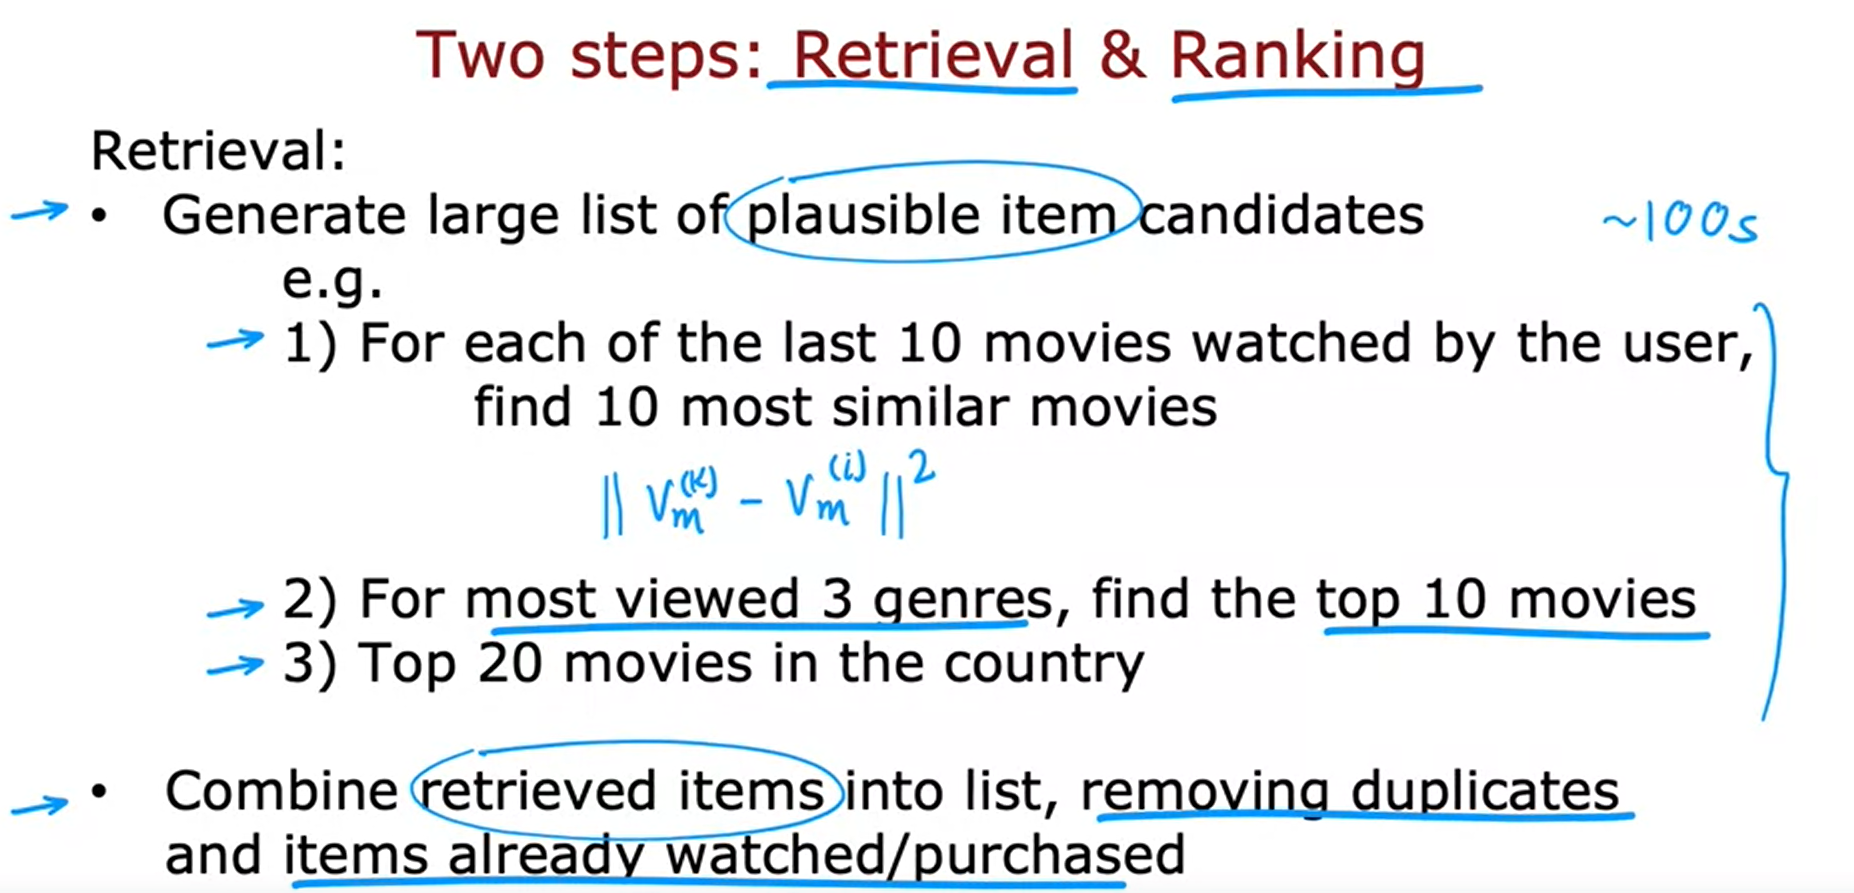 Two steps: Retrieval & Ranking
Retrieval:
• Generate large list of plausible item candidates ~100s
e.g.
1) For each of the last 10 movies watched by the user,
find 10 most similar movies
|| Vm^(k) - Vm^(i) ||^2
2) For most viewed 3 genres, find the top 10 movies
3) Top 20 movies in the country
• Combine retrieved items into list, removing duplicates
and items already watched/purchased